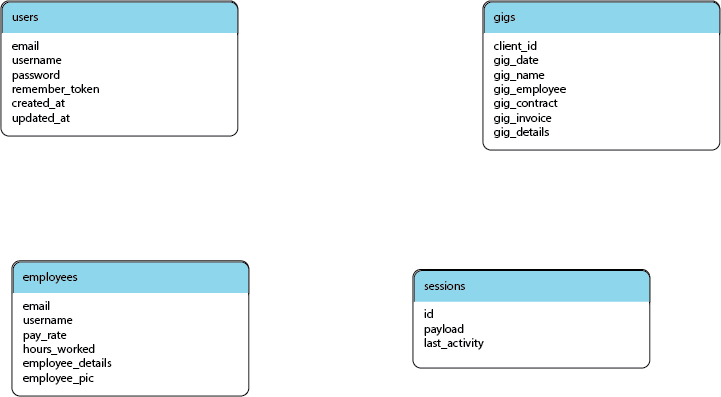 users
email
username
password
remember_token
created_at
updated_at
gigs
client_id
gig_date
gig_name
gig_employee
gig_contract
gig_invoice
gig_details
employees
email
username
pay_rate
hours_worked
employee_details
employee_pic
sessions
id
payload
last_activity